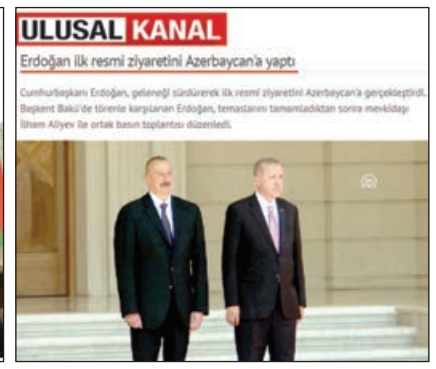 ULUSAL KANAL
Erdoğan ilk resmi ziyaretini Azerbaycan'a yaptı
Cumhurbaşkanı Erdoğan, geleneği sürdürerek ilk resmi ziyaretini Azerbeycan'a gerçekleştirdi.
Başkent Bakü'de törenle karşılanan Erdoğan, temaslarını tamamladıktan sonra mevkidaşı
İlham Aliyev ile ortak basın toplantısı düzenledi.